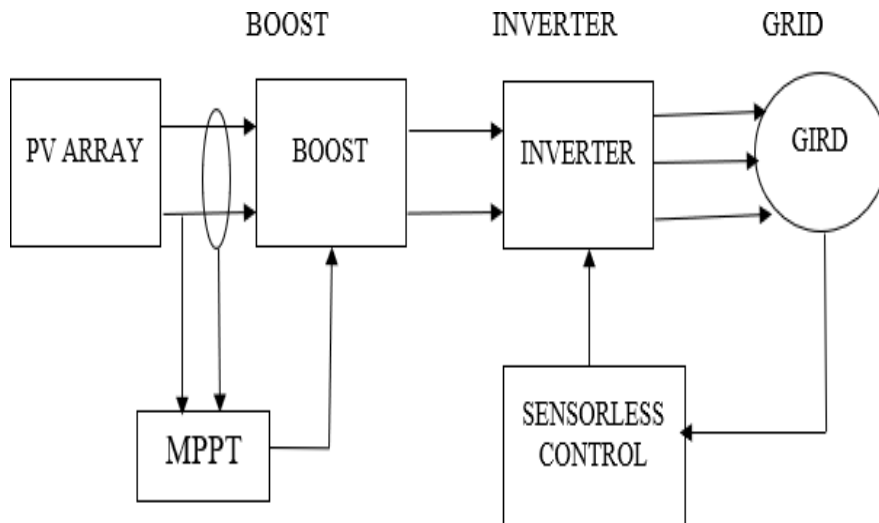 BOOST
INVERTER
GRID
PV ARRAY
BOOST
INVERTER
GIRD
MPPT
SENSORLESS
CONTROL